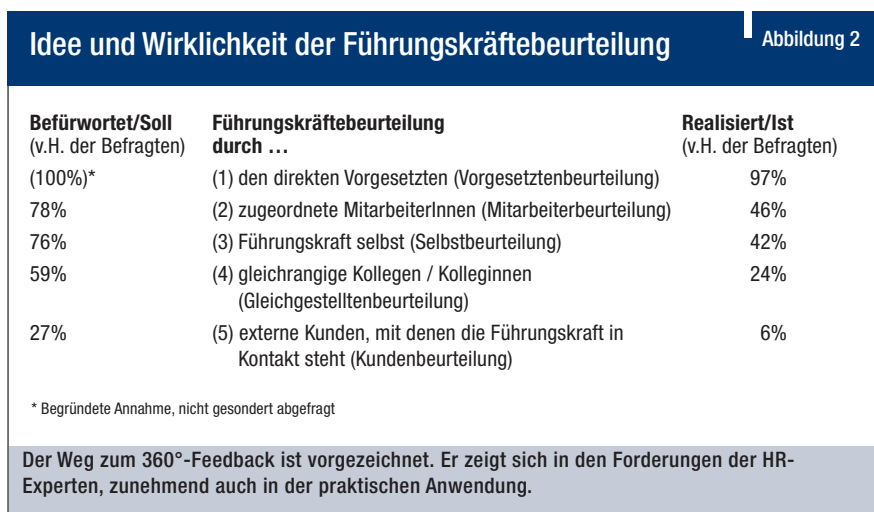 Idee und Wirklichkeit der Führungskräftebeurteilung
Abbildung 2
Befürwortet/Soll Führungskräftebeurteilung Realisiert/Ist
(v.H. der Befragten) durch … (v.H. der Befragten)
(100%)* (1) den direkten Vorgesetzten (Vorgesetztenbeurteilung) 97%
78% (2) zugeordnete MitarbeiterInnen (Mitarbeiterbeurteilung) 46%
76% (3) Führungskraft selbst (Selbstbeurteilung) 42%
59% (4) gleichrangige Kollegen / Kolleginnen 24%
(Gleichgestelltenbeurteilung)
27% (5) externe Kunden, mit denen die Führungskraft in 6%
Kontakt steht (Kundenbeurteilung)
* Begründete Annahme, nicht gesondert abgefragt
Der Weg zum 360°-Feedback ist vorgezeichnet. Er zeigt sich in den Forderungen der HR-
Experten, zunehmend auch in der praktischen Anwendung.